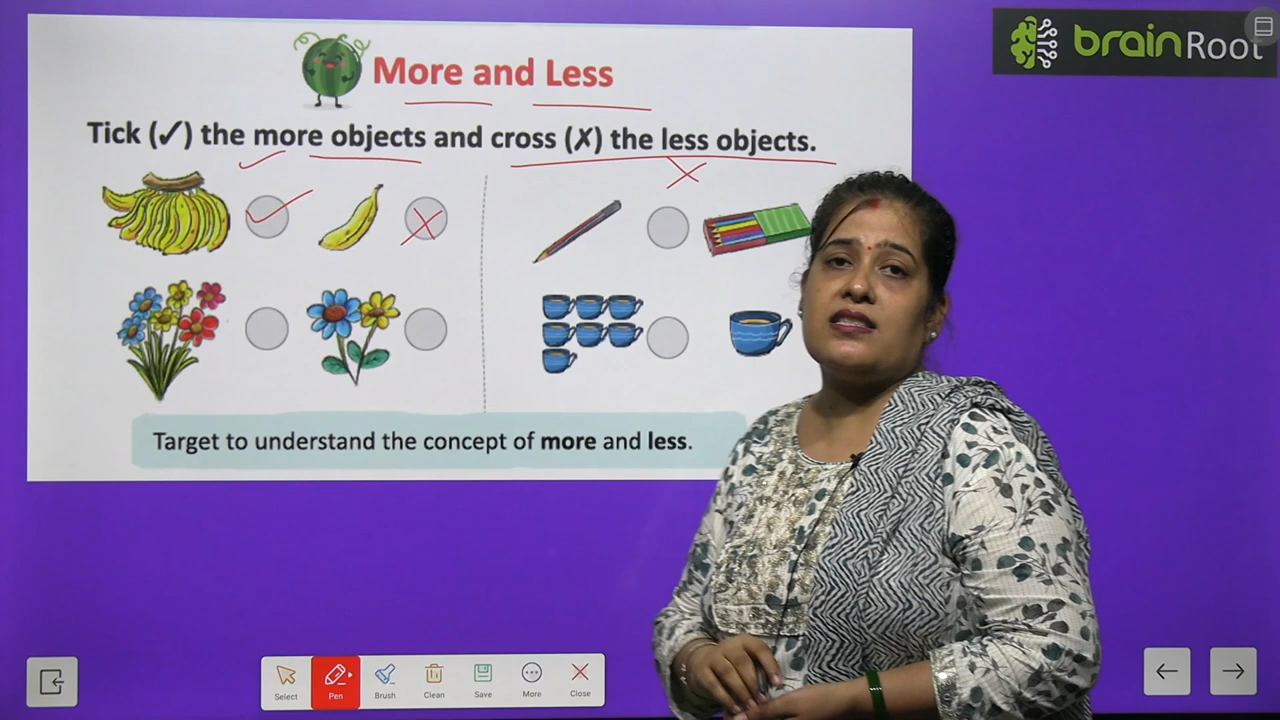 brainRoot
More and Less
Tick (✓) the more objects and cross (✗) the less objects.
Target to understand the concept of more and less.
Select
Pen
Brush
Clean
Save
More
Close